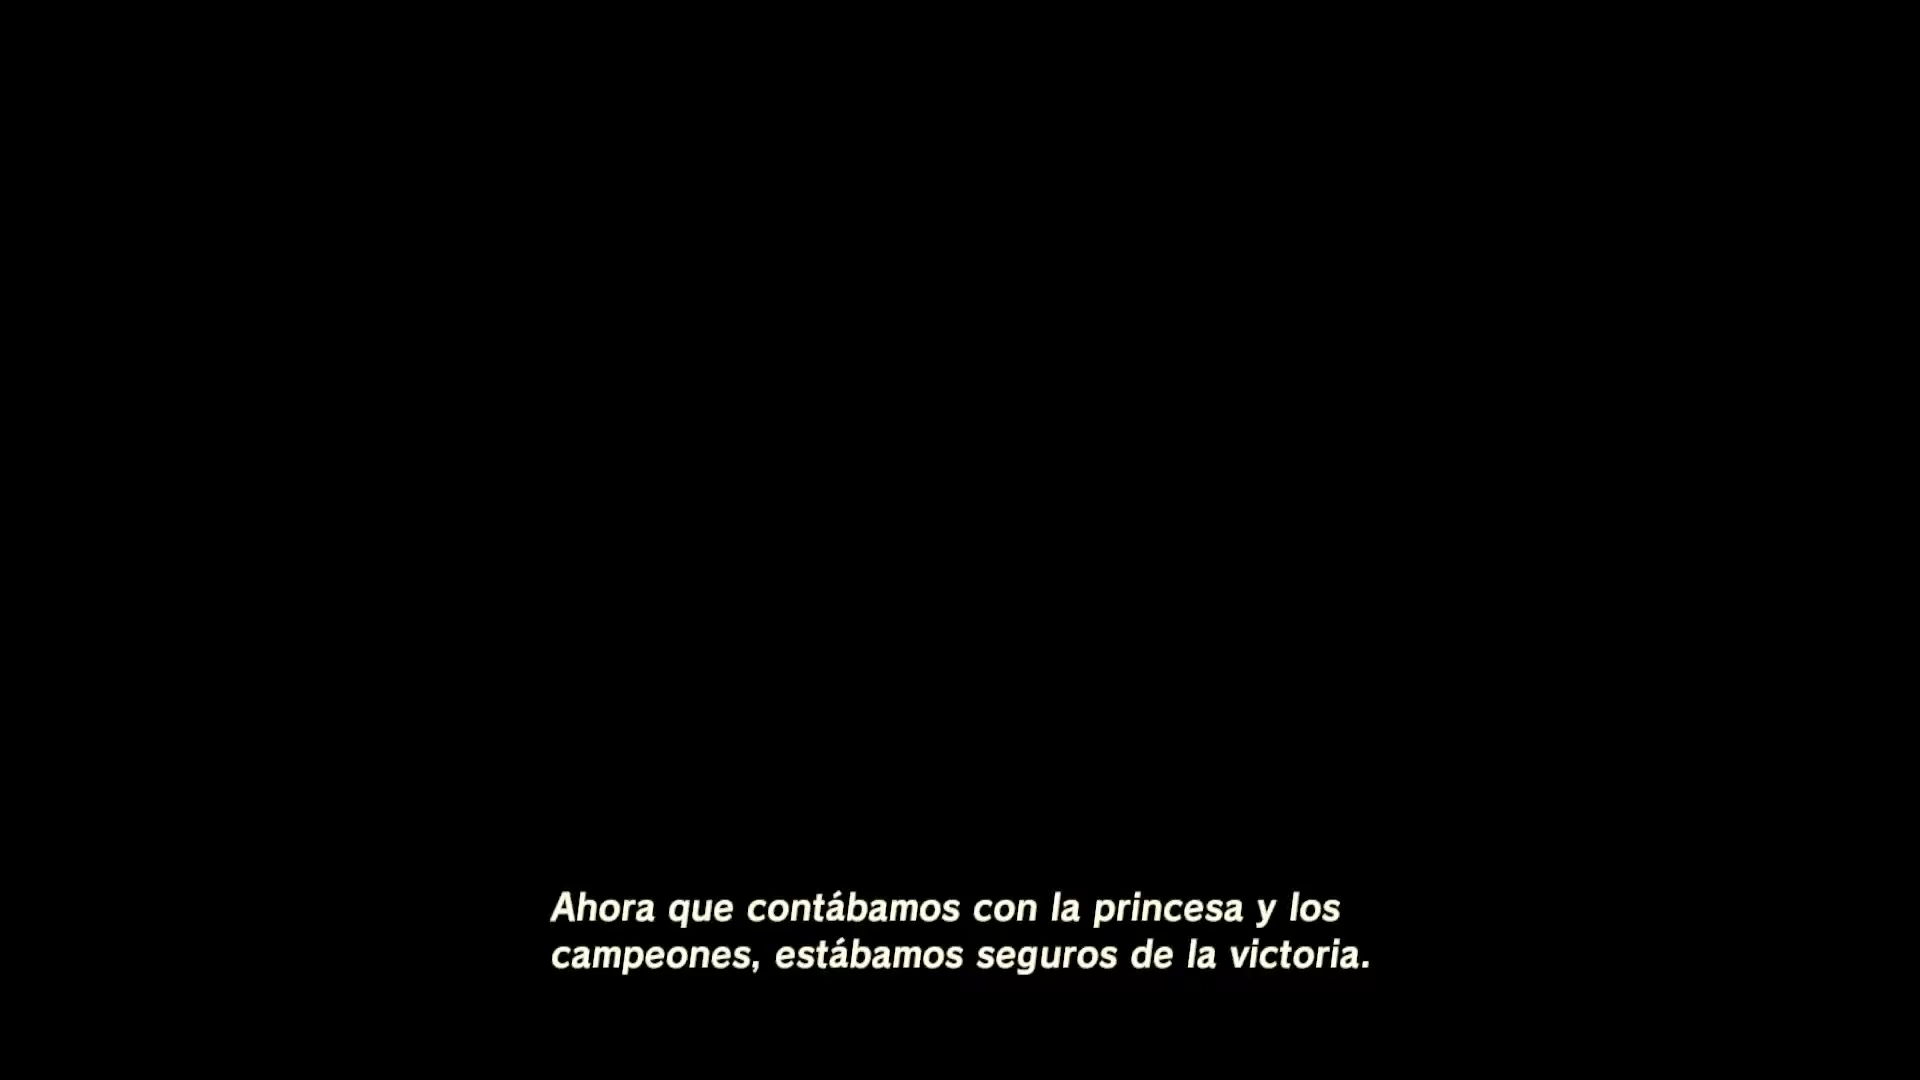 Ahora que contábamos con la princesa y los
campeones, estábamos seguros de la victoria.